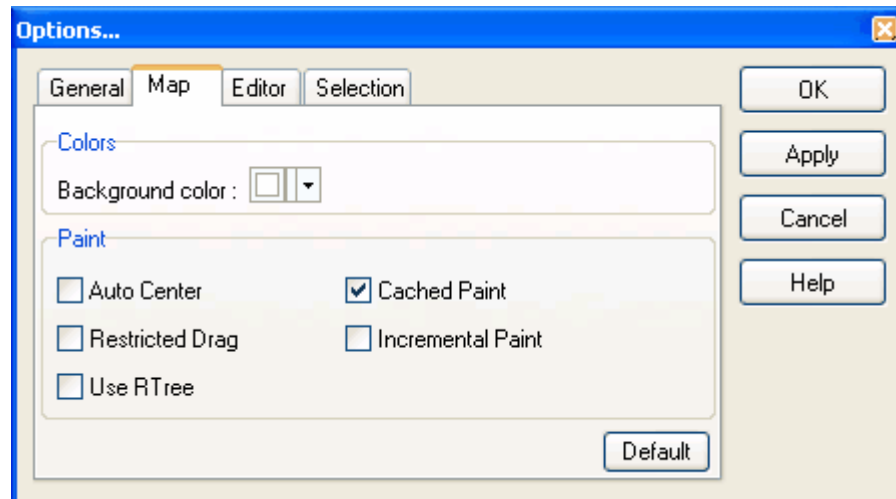 Options...
General Map Editor Selection
Colors
Background color :
Paint
Auto Center Cached Paint
Restricted Drag Incremental Paint
Use RTree
Default
OK
Apply
Cancel
Help